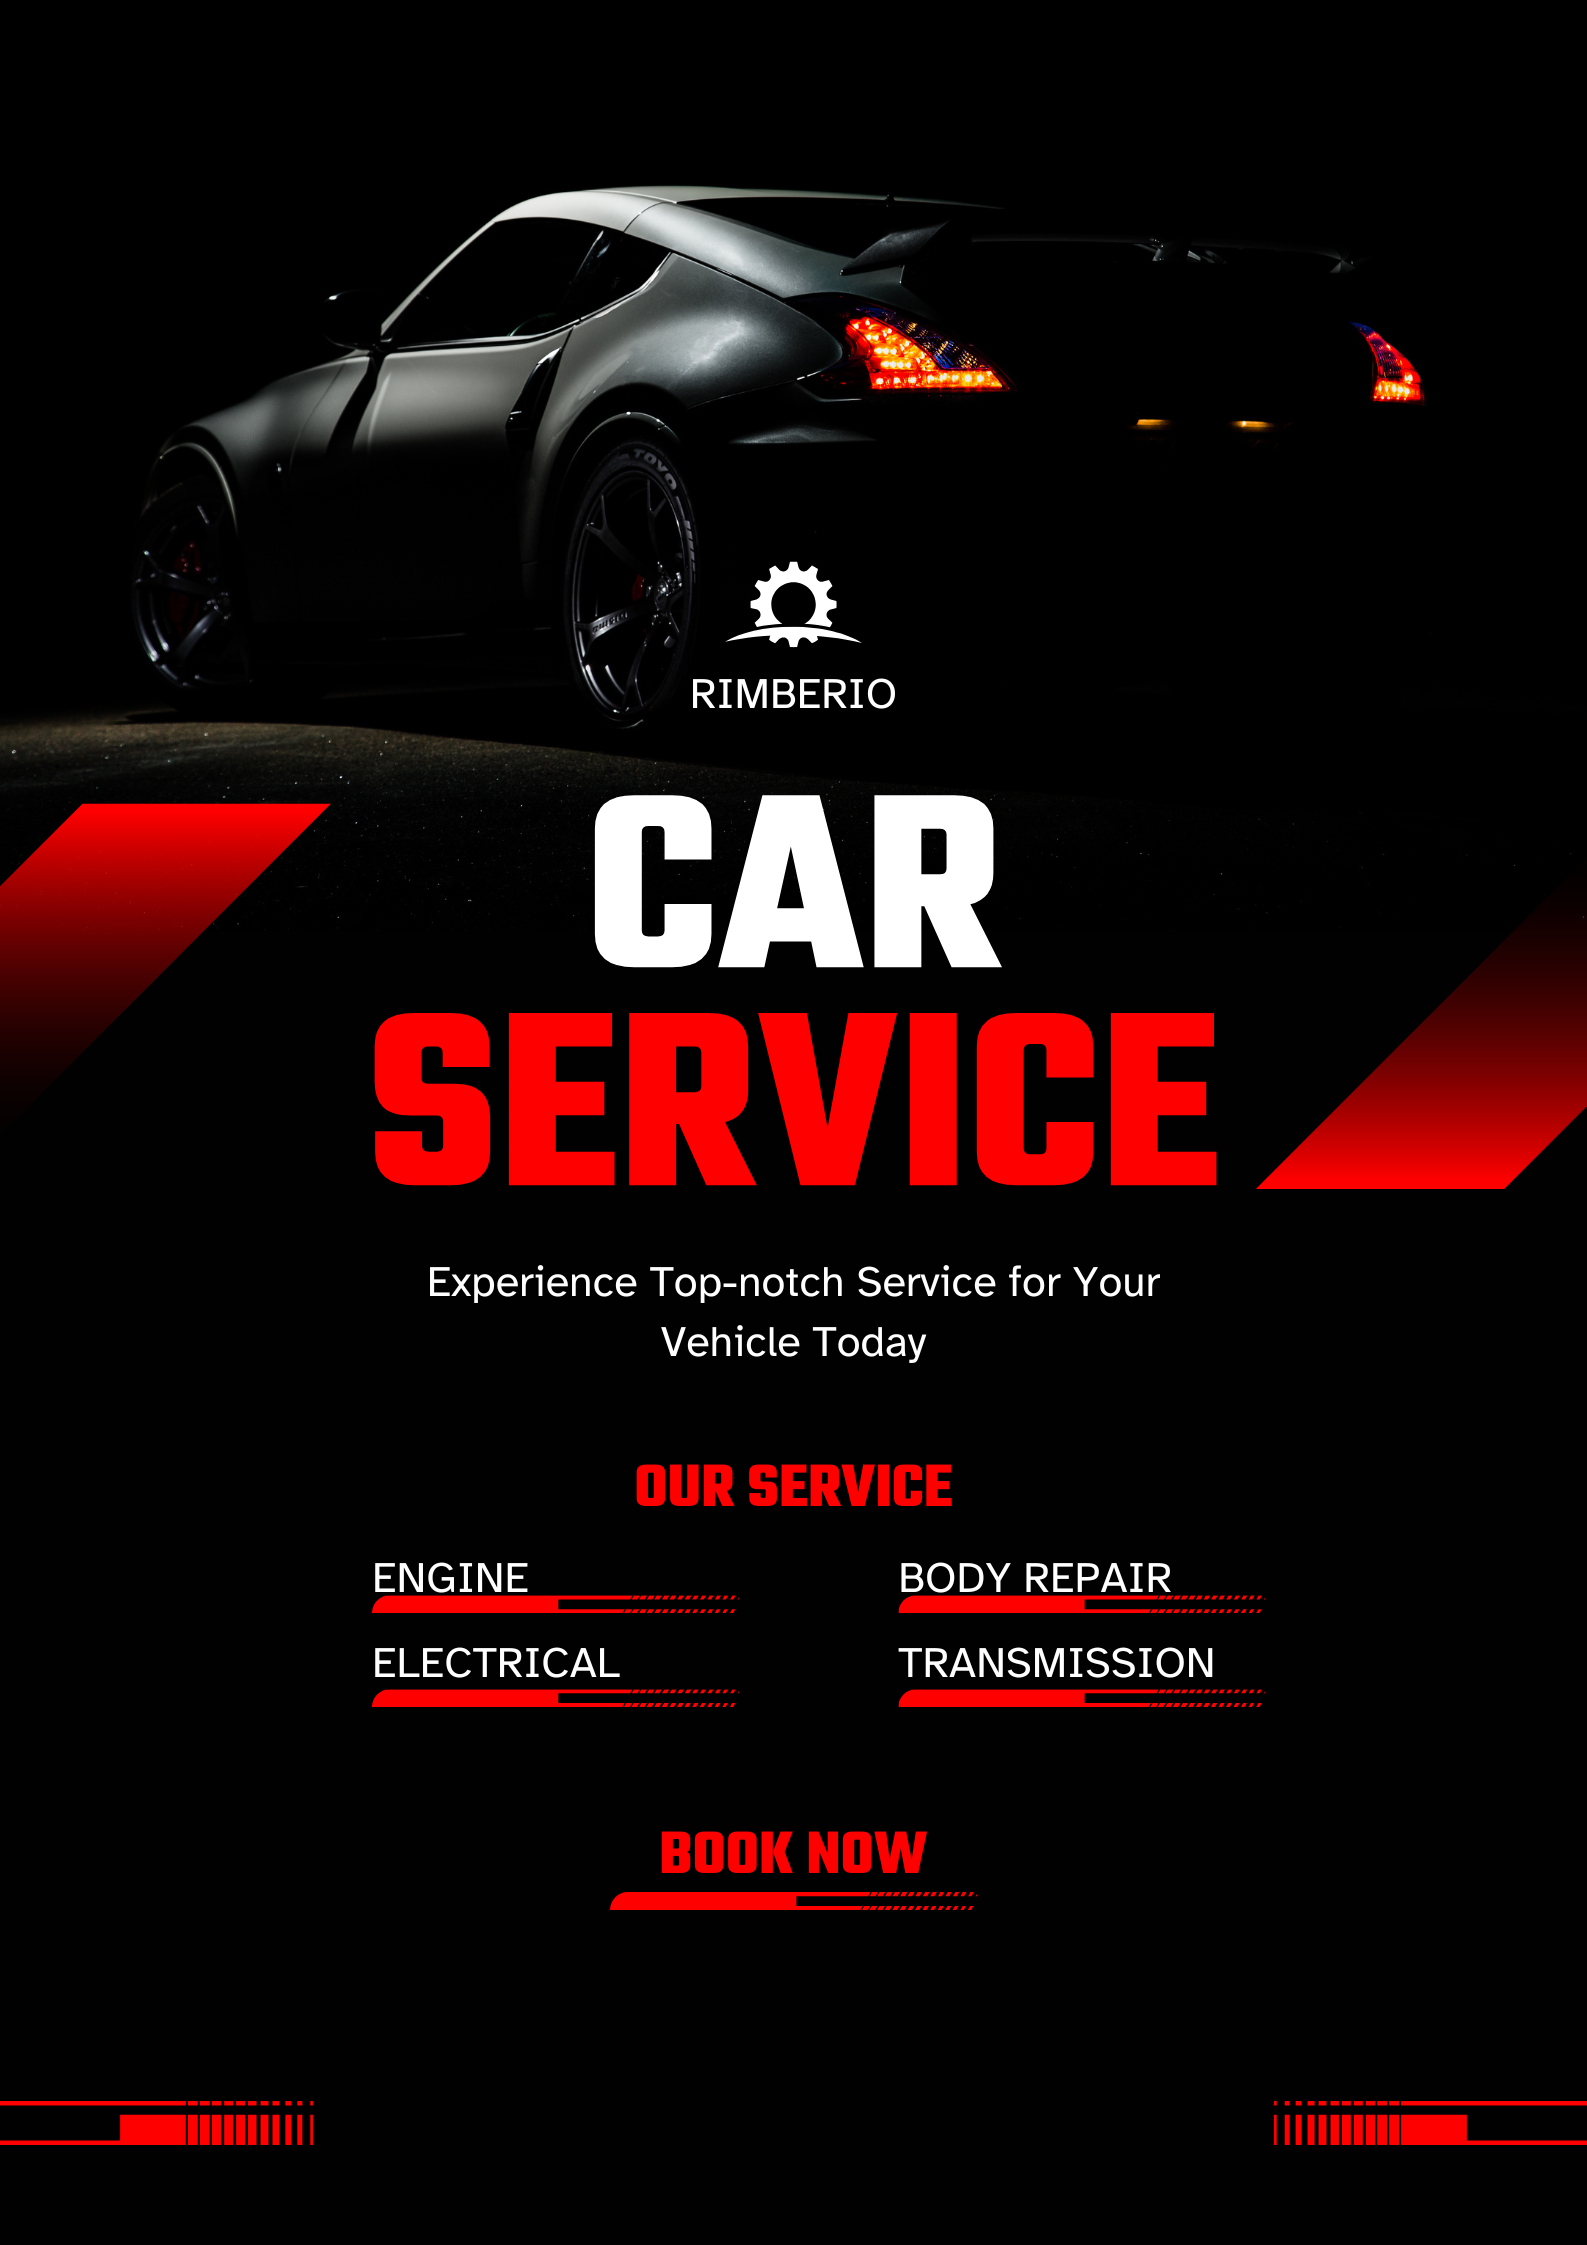 TOYO
RIMBERIO
CAR
SERVICE
Experience Top-notch Service for Your
Vehicle Today
OUR SERVICE
ENGINE
BODY REPAIR
ELECTRICAL
TRANSMISSION
BOOK NOW